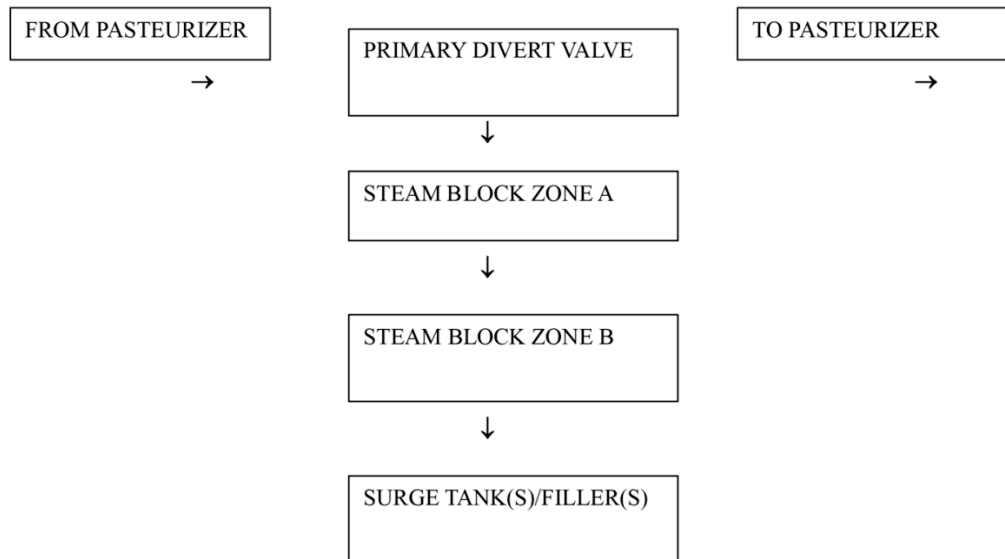 FROM PASTEURIZER
PRIMARY DIVERT VALVE
TO PASTEURIZER
→
→
↓
STEAM BLOCK ZONE A
↓
STEAM BLOCK ZONE B
↓
SURGE TANK(S)/FILLER(S)